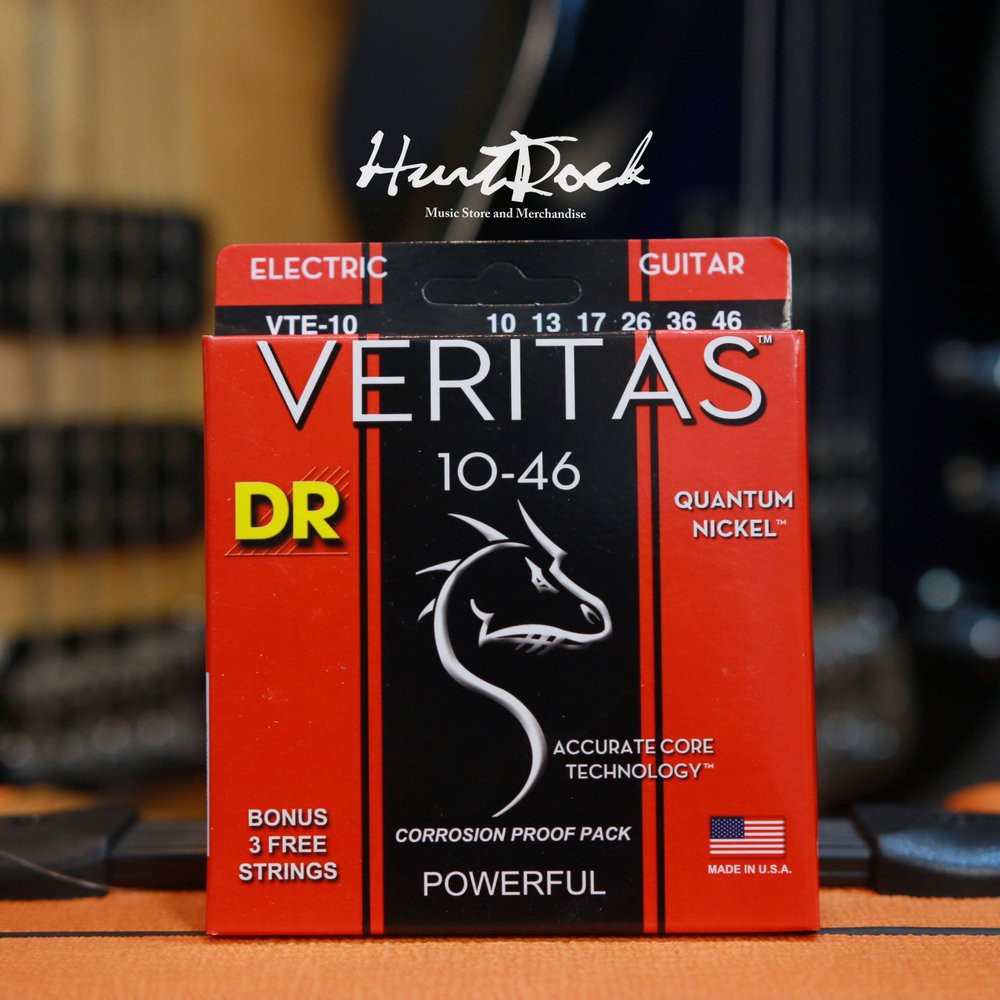 HuntRock
Music Store and Merchandise
ELECTRIC GUITAR
VTE-10 10 13 17 26 36 46
VERITAS™
10-46
DR
QUANTUM
NICKEL™
ACCURATE CORE
TECHNOLOGY™
BONUS
3 FREE
STRINGS
CORROSION PROOF PACK
POWERFUL
MADE IN U.S.A.